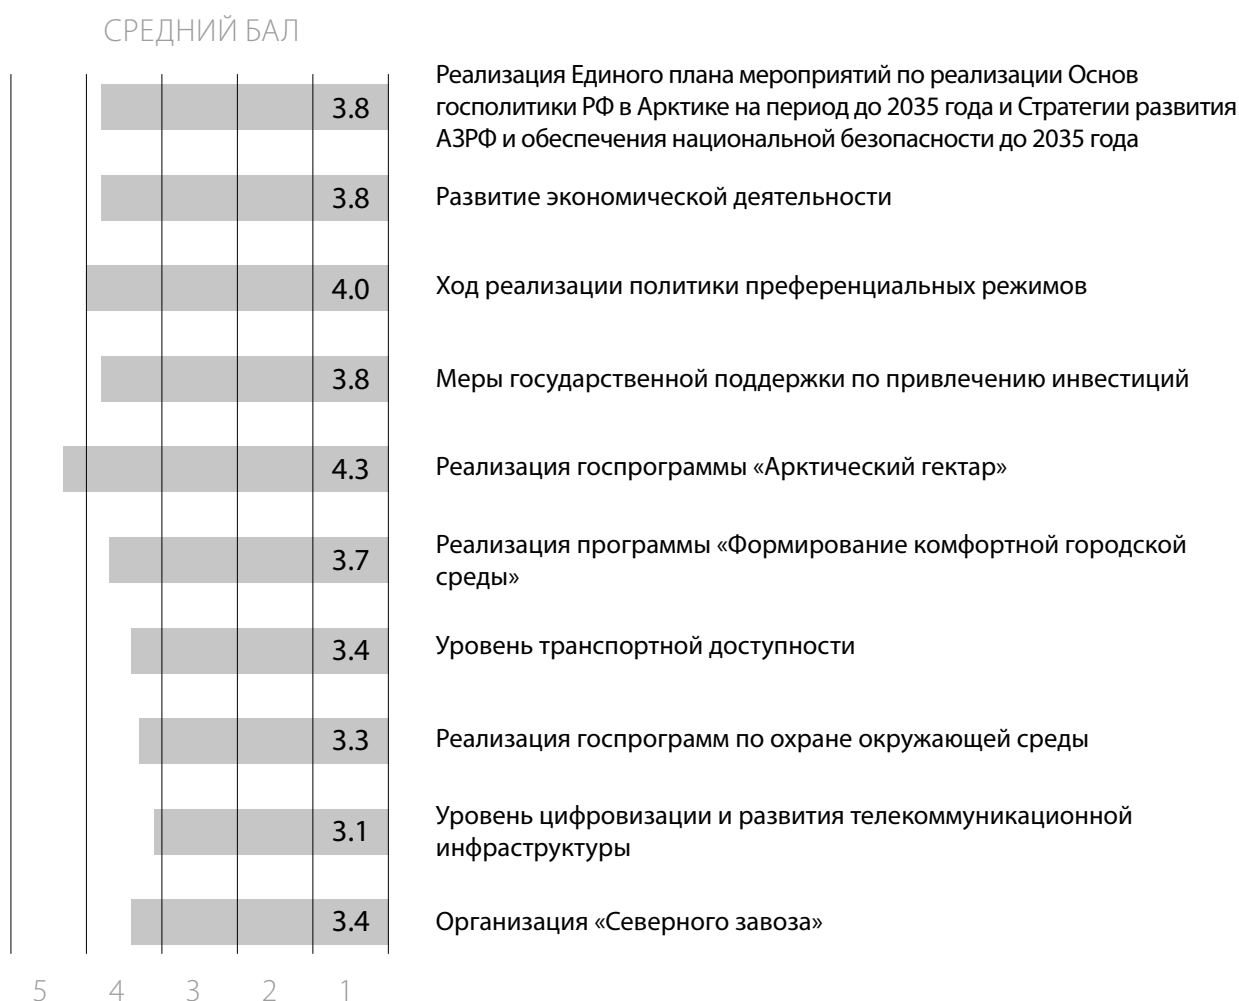 СРЕДНИЙ БАЛ
3.8
Реализация Единого плана мероприятий по реализации Основ
госполитики РФ в Арктике на период до 2035 года и Стратегии развития
АЗРФ и обеспечения национальной безопасности до 2035 года
3.8
Развитие экономической деятельности
4.0
Ход реализации политики преференциальных режимов
3.8
Меры государственной поддержки по привлечению инвестиций
4.3
Реализация госпрограммы «Арктический гектар»
3.7
Реализация программы «Формирование комфортной городской
среды»
3.4
Уровень транспортной доступности
3.3
Реализация госпрограмм по охране окружающей среды
3.1
Уровень цифровизации и развития телекоммуникационной
инфраструктуры
3.4
Организация «Северного завоза»
5 4 3 2 1